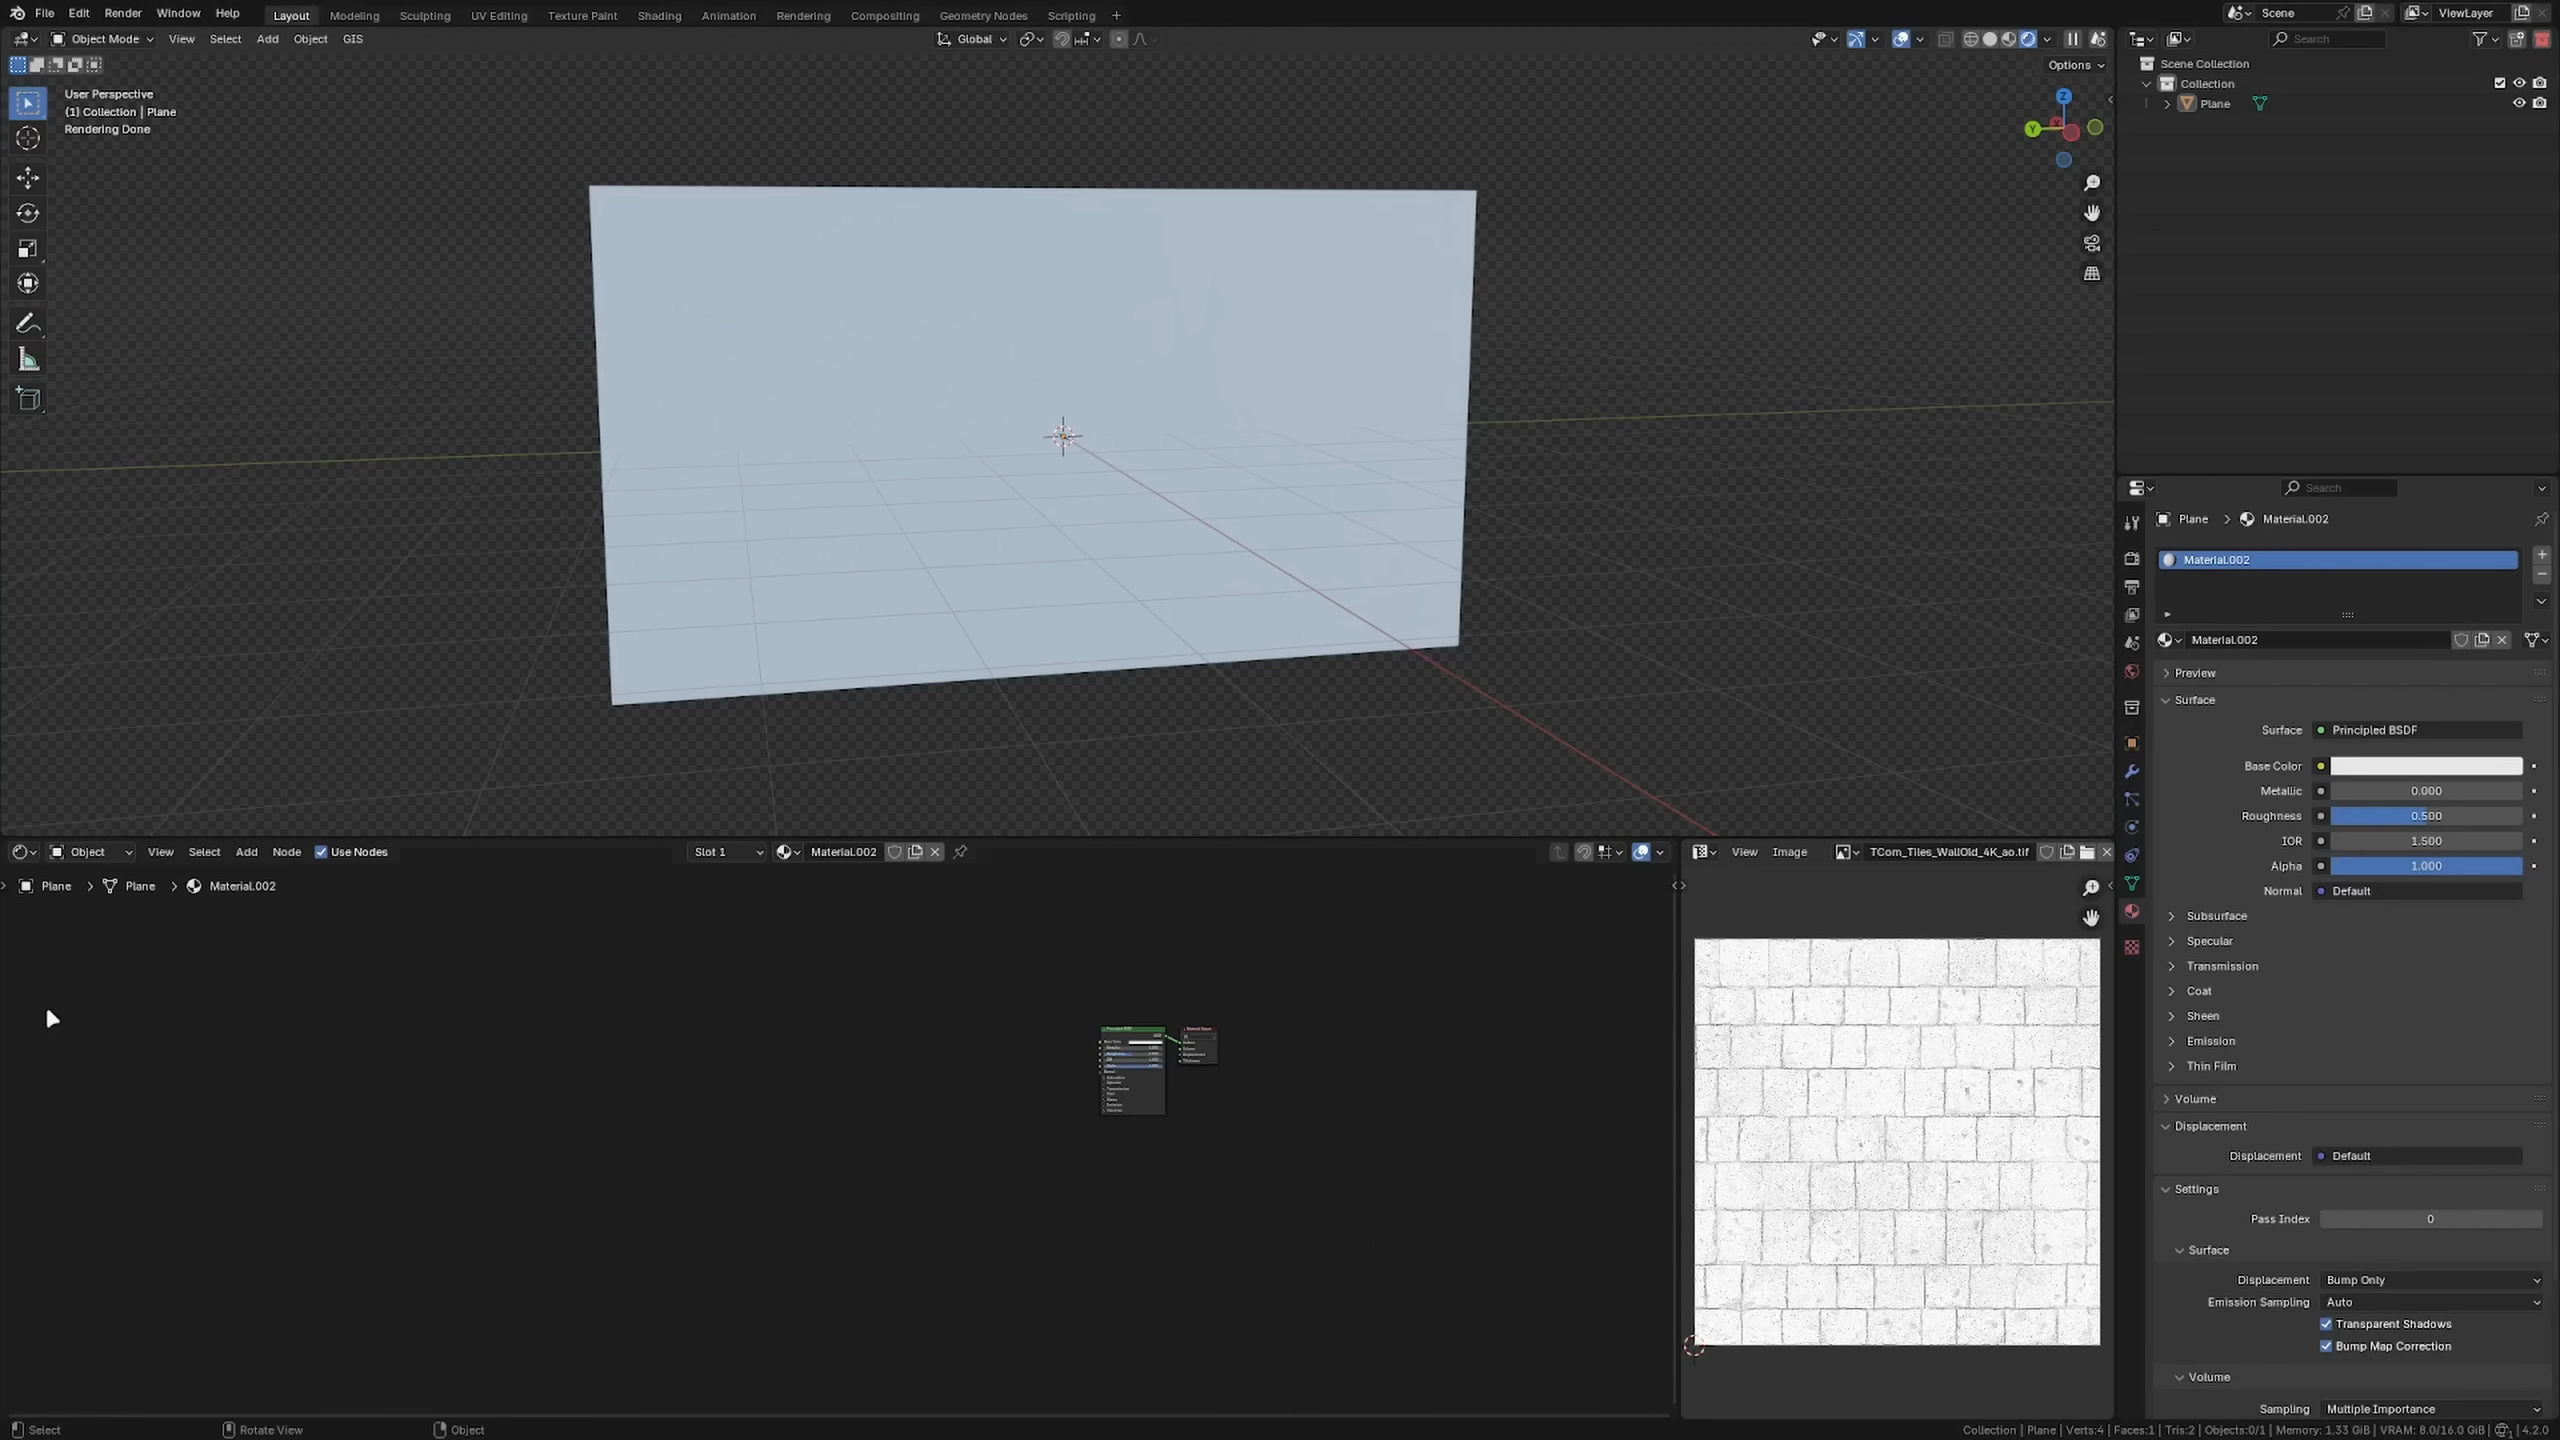 File Edit Render Window Help Layout Modeling Sculpting UV Editing Texture Paint Shading Animation Rendering Compositing Geometry Nodes Scripting + Scene ViewLayer
Object Mode View Select Add Object GIS Global Search
Options
User Perspective
(1) Collection | Plane
Rendering Done
Z
Y
X
Scene Collection
Collection
Plane
Search
Plane > Material.002
Material.002
Material.002
Preview
Surface
Surface Principled BSDF
Base Color
Metallic 0.000
Roughness 0.500
IOR 1.500
Alpha 1.000
Normal Default
Subsurface
Specular
Transmission
Coat
Sheen
Emission
Thin Film
Volume
Displacement
Displacement Default
Settings
Pass Index 0
Surface
Displacement Bump Only
Emission Sampling Auto
Transparent Shadows
Bump Map Correction
Volume
Sampling Multiple Importance
Object View Select Add Node Use Nodes Slot 1 Material.002
Plane > Plane > Material.002
View Image TCom_Tiles_WallOld_4K_ao.tif
Principled BSDF
Material Output
Select Rotate View Object Collection | Plane | Verts:4 | Faces:1 | Tris:2 | Objects:0/1 | Memory: 1.33 GiB | VRAM: 8.0/16.0 GiB | 4.2.0